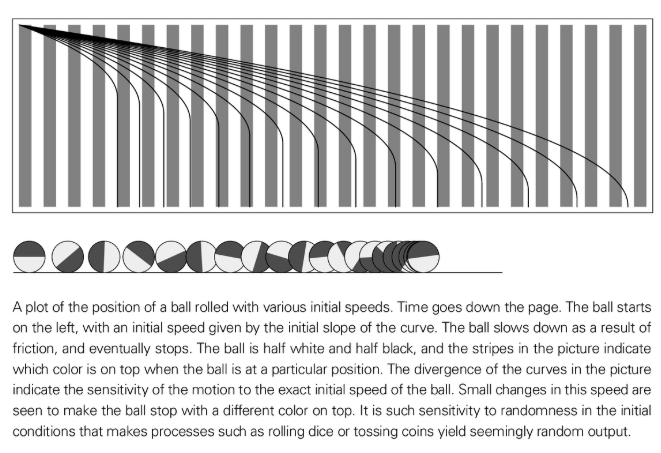 A plot of the position of a ball rolled with various initial speeds. Time goes down the page. The ball starts
on the left, with an initial speed given by the initial slope of the curve. The ball slows down as a result of
friction, and eventually stops. The ball is half white and half black, and the stripes in the picture indicate
which color is on top when the ball is at a particular position. The divergence of the curves in the picture
indicate the sensitivity of the motion to the exact initial speed of the ball. Small changes in this speed are
seen to make the ball stop with a different color on top. It is such sensitivity to randomness in the initial
conditions that makes processes such as rolling dice or tossing coins yield seemingly random output.